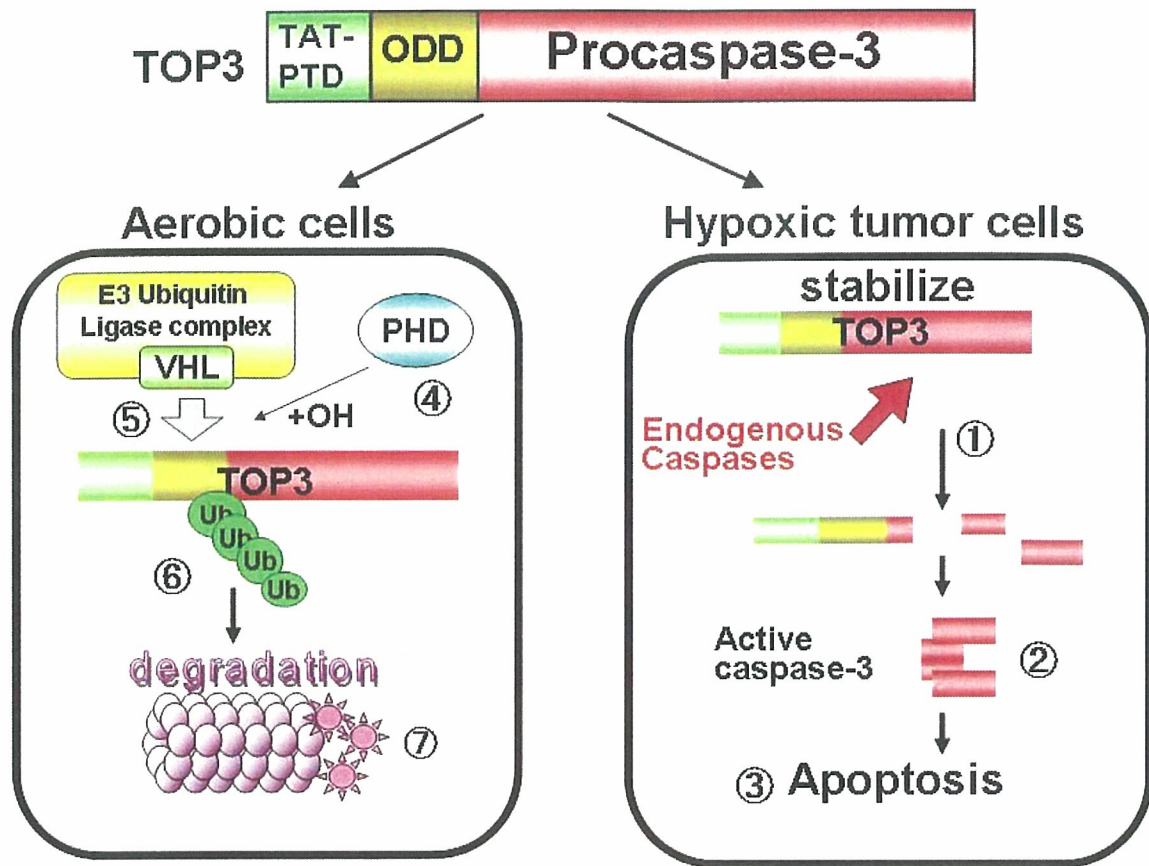 TOP3
TAT-
PTD
ODD
Procaspase-3
Aerobic cells
E3 Ubiquitin
Ligase complex
VHL
PHD
④
⑤
+OH
TOP3
Ub
Ub
Ub
Ub
⑥
degradation
⑦
Hypoxic tumor cells
stabilize
TOP3
Endogenous
Caspases
①
Active
caspase-3
②
③ Apoptosis